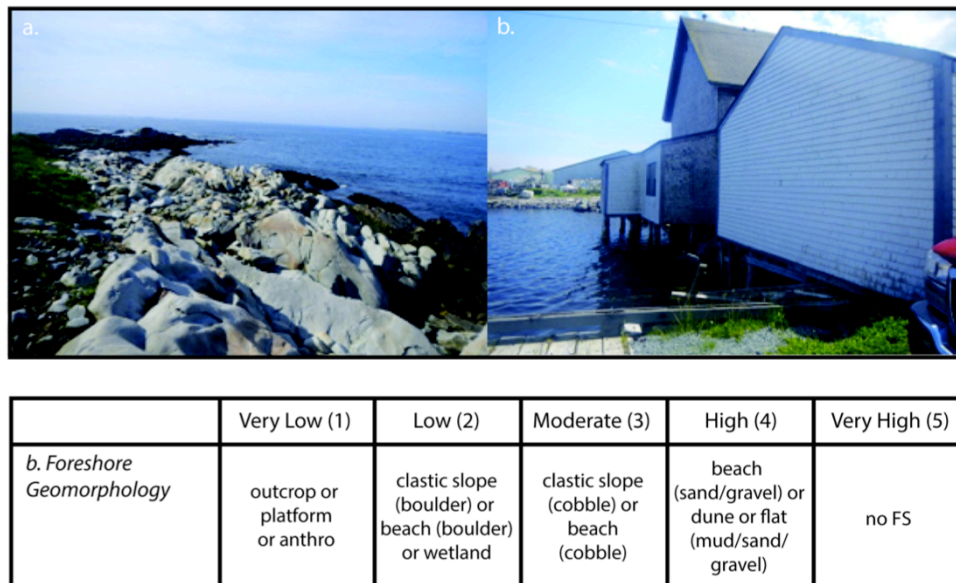 a.
b.
Very Low (1) Low (2) Moderate (3) High (4) Very High (5)
b. Foreshore
Geomorphology
outcrop or
platform
or anthro
clastic slope
(boulder) or
beach (boulder)
or wetland
clastic slope
(cobble) or
beach
(cobble)
beach
(sand/gravel) or
dune or flat
(mud/sand/
gravel)
no FS